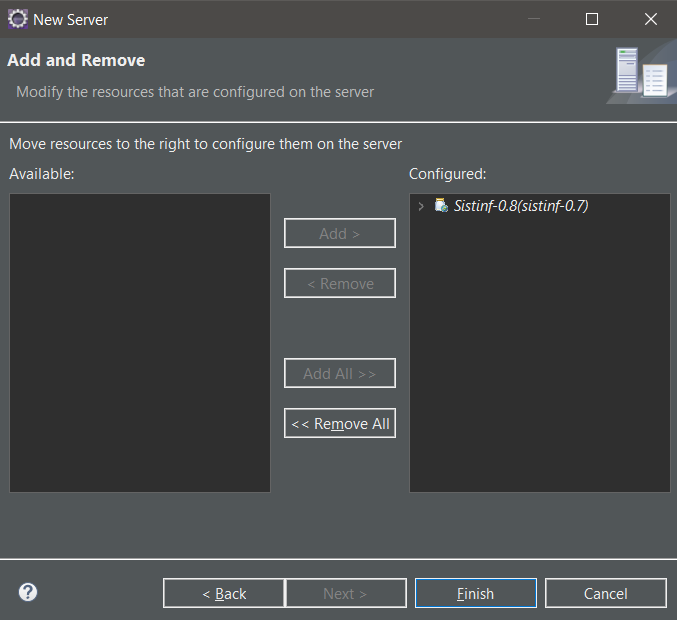 New Server
Add and Remove
Modify the resources that are configured on the server
Move resources to the right to configure them on the server
Available:
Configured:
Sistinf-0.8(sistinf-0.7)
Add >
< Remove
Add All >>
<< Remove All
?
< Back
Next >
Finish
Cancel